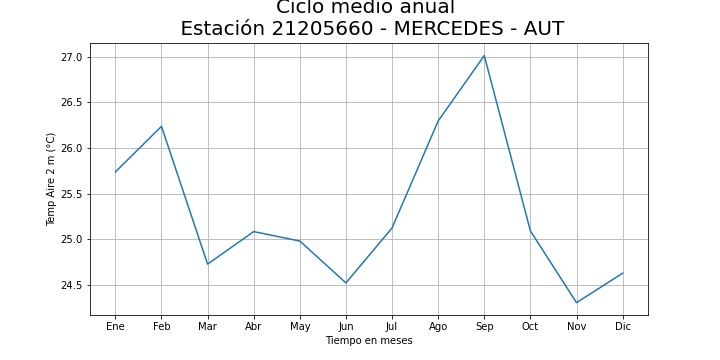 Ciclo medio anual
Estación 21205660 - MERCEDES - AUT
27.0
26.5
26.0
25.5
25.0
24.5
Temp Aire 2 m (°C)
Ene Feb Mar Abr May Jun Jul Ago Sep Oct Nov Dic
Tiempo en meses